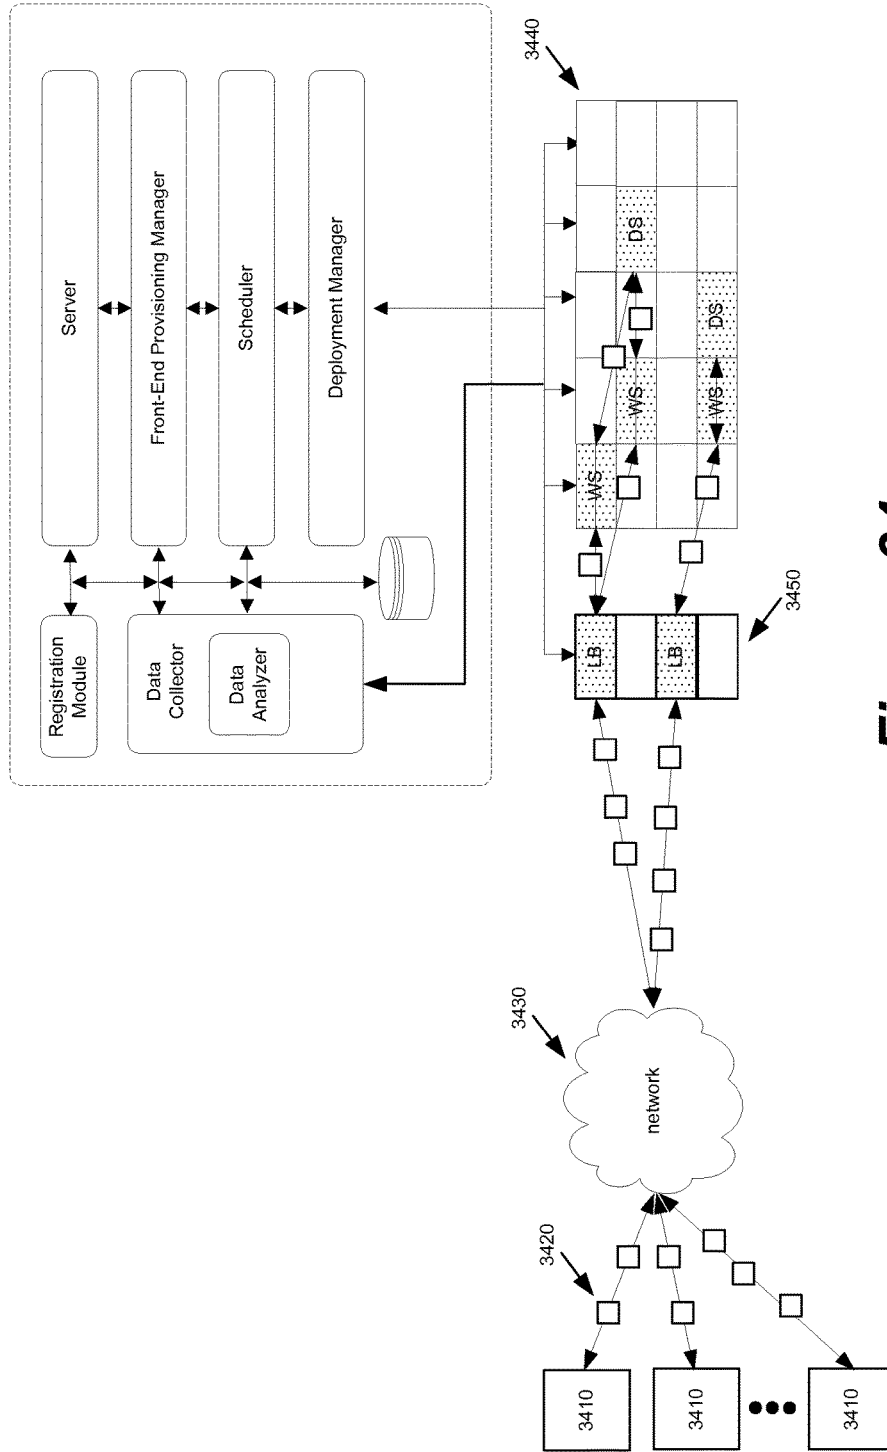 Registration
Module
Server
Data
Collector
Front-End Provisioning Manager
Data
Analyzer
Scheduler
Deployment Manager
3430
3440
3420
3410
LB
WS
WS
DS
network
LB
3410
WS
DS
3450
3410